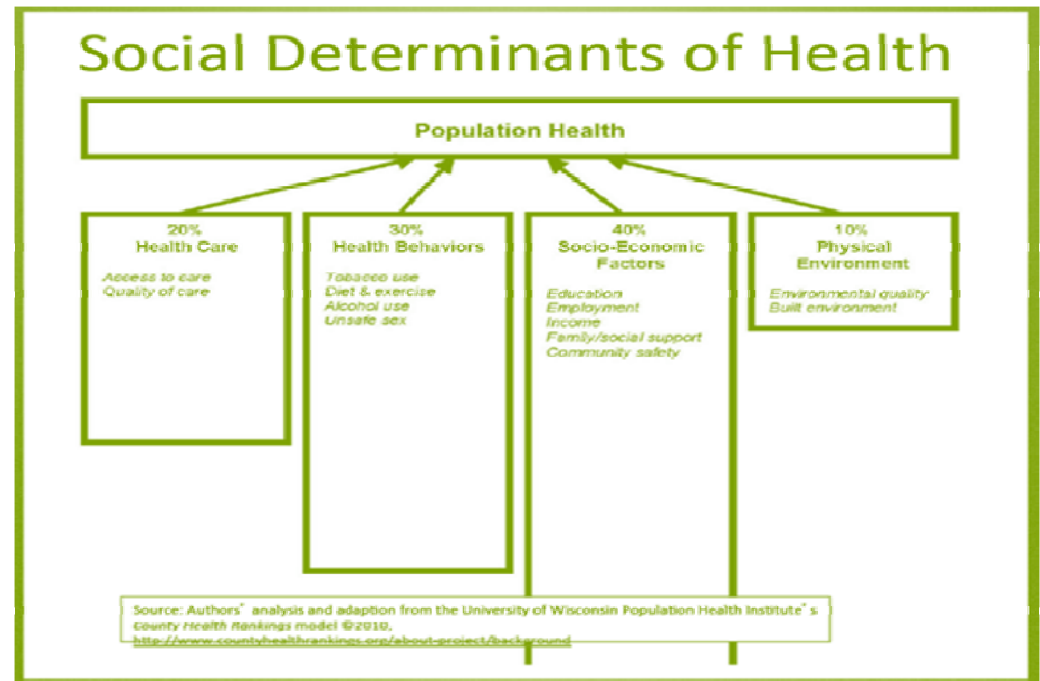 Social Determinants of Health
Population Health
20%
Health Care
Access to care
Quality of care
30%
Health Behaviors
Tobacco use
Diet & exercise
Alcohol use
Unsafe sex
40%
Socio-Economic
Factors
Education
Employment
Income
Family/social support
Community safety
10%
Physical
Environment
Environmental quality
Built environment
Source: Authors´ analysis and adaption from the University of Wisconsin Population Health Institute´s
County Health Rankings model ©2010,
http://www.countyhealthrankings.org/about-project/background